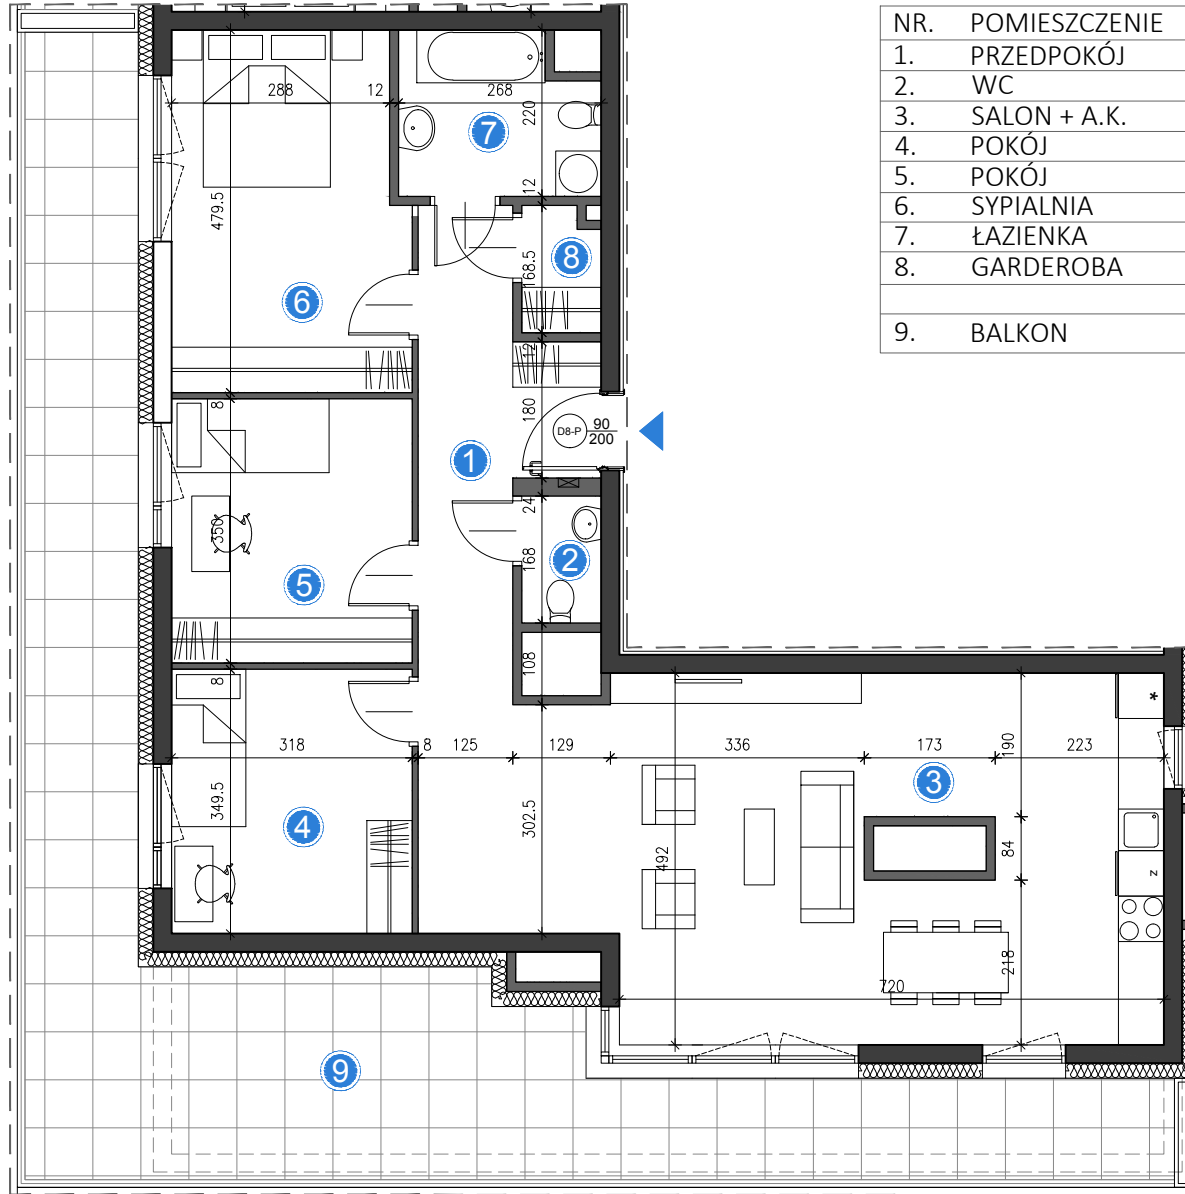 NR. POMIESZCZENIE
1. PRZEDPOKÓJ
2. WC
3. SALON + A.K.
4. POKÓJ
5. POKÓJ
6. SYPIALNIA
7. ŁAZIENKA
8. GARDEROBA
9. BALKON
288 12 268
220
7
12
479.5
8
168.5
6
12
8
180
D8-P 90
200
1
24
350
2
168
5
108
8
318 8 125 129 336 173 190 223
3
349.5
302.5
4
492
84
z
218
720
9